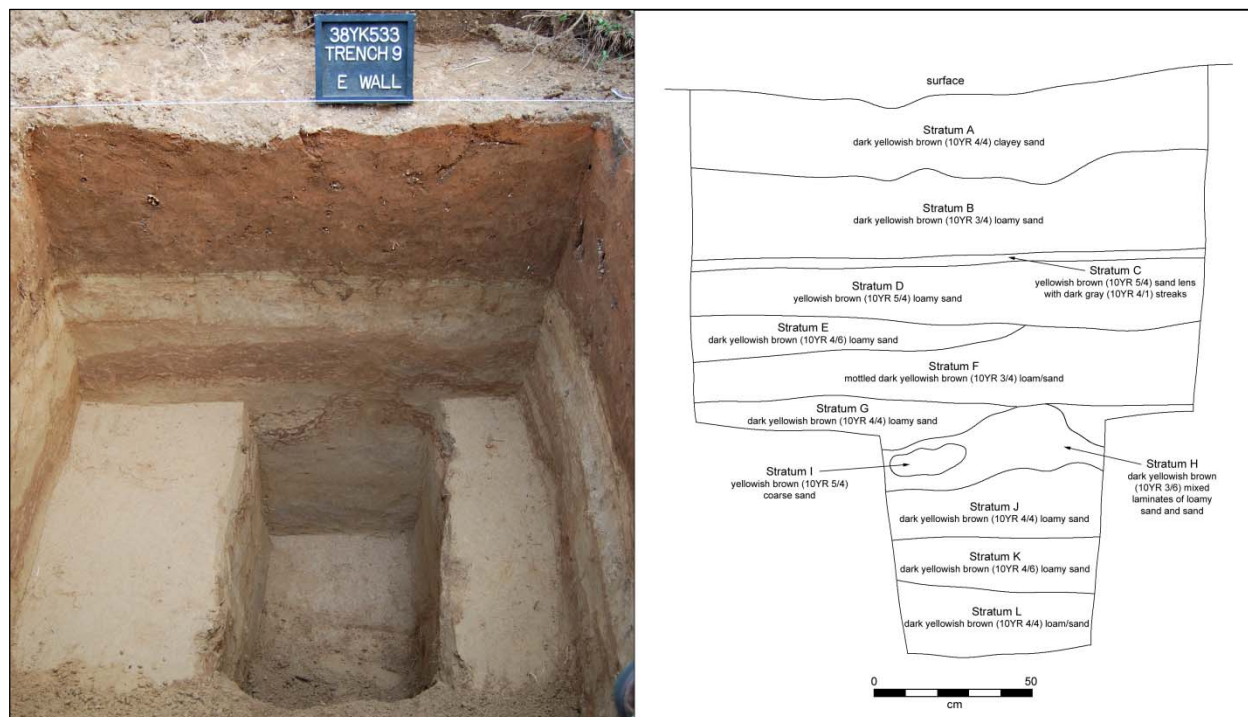 38YK533
TRENCH 9
E WALL
surface
Stratum A
dark yellowish brown (10YR 4/4) clayey sand
Stratum B
dark yellowish brown (10YR 3/4) loamy sand
Stratum C
yellowish brown (10YR 5/4) sand lens
with dark gray (10YR 4/1) streaks
Stratum D
yellowish brown (10YR 5/4) loamy sand
Stratum E
dark yellowish brown (10YR 4/6) loamy sand
Stratum F
mottled dark yellowish brown (10YR 3/4) loam/sand
Stratum G
dark yellowish brown (10YR 4/4) loamy sand
Stratum H
dark yellowish brown
(10YR 3/6) mixed
laminates of loamy
sand and sand
Stratum I
yellowish brown (10YR 5/4)
coarse sand
Stratum J
dark yellowish brown (10YR 4/4) loamy sand
Stratum K
dark yellowish brown (10YR 4/6) loamy sand
Stratum L
dark yellowish brown (10YR 4/4) loam/sand
0 50
cm